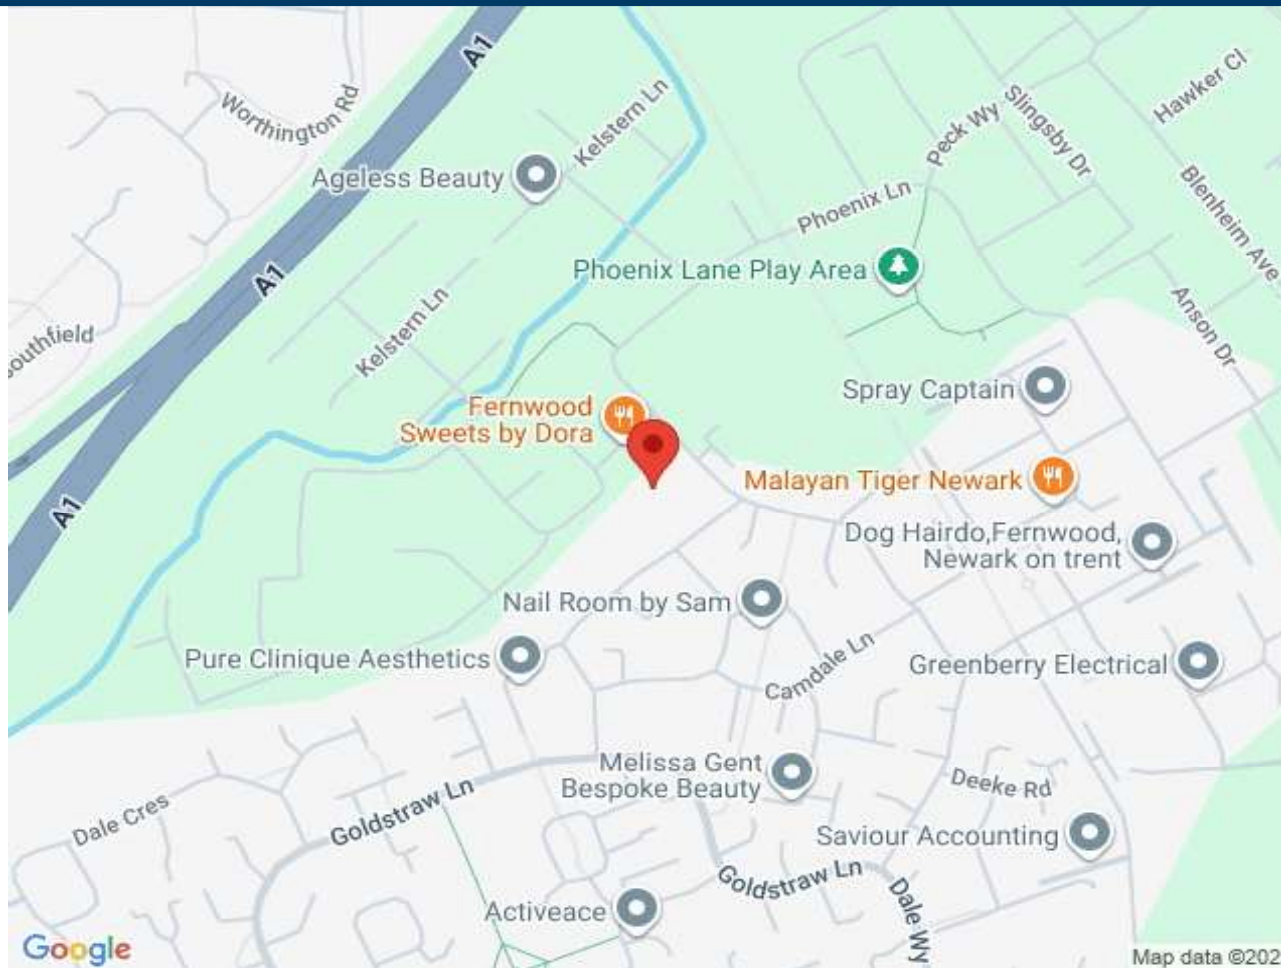 A1
Worthington Rd
Kelstern Ln
Ageless Beauty
Peck Wy
Slingsby Dr
Hawker Cl
Blenheim Ave
Phoenix Ln
Phoenix Lane Play Area
A1
Kelstern Ln
Anson Dr
Southfield
Spray Captain
Fernwood
Sweets by Dora
Malayan Tiger Newark
A1
Dog Hairdo,Fernwood,
Newark on trent
Nail Room by Sam
Pure Clinique Aesthetics
Camdale Ln
Greenberry Electrical
Melissa Gent
Bespoke Beauty
Deeke Rd
Dale Cres
Goldstraw Ln
Saviour Accounting
Goldstraw Ln
Dale Wy
Activeace
Google
Map data ©202